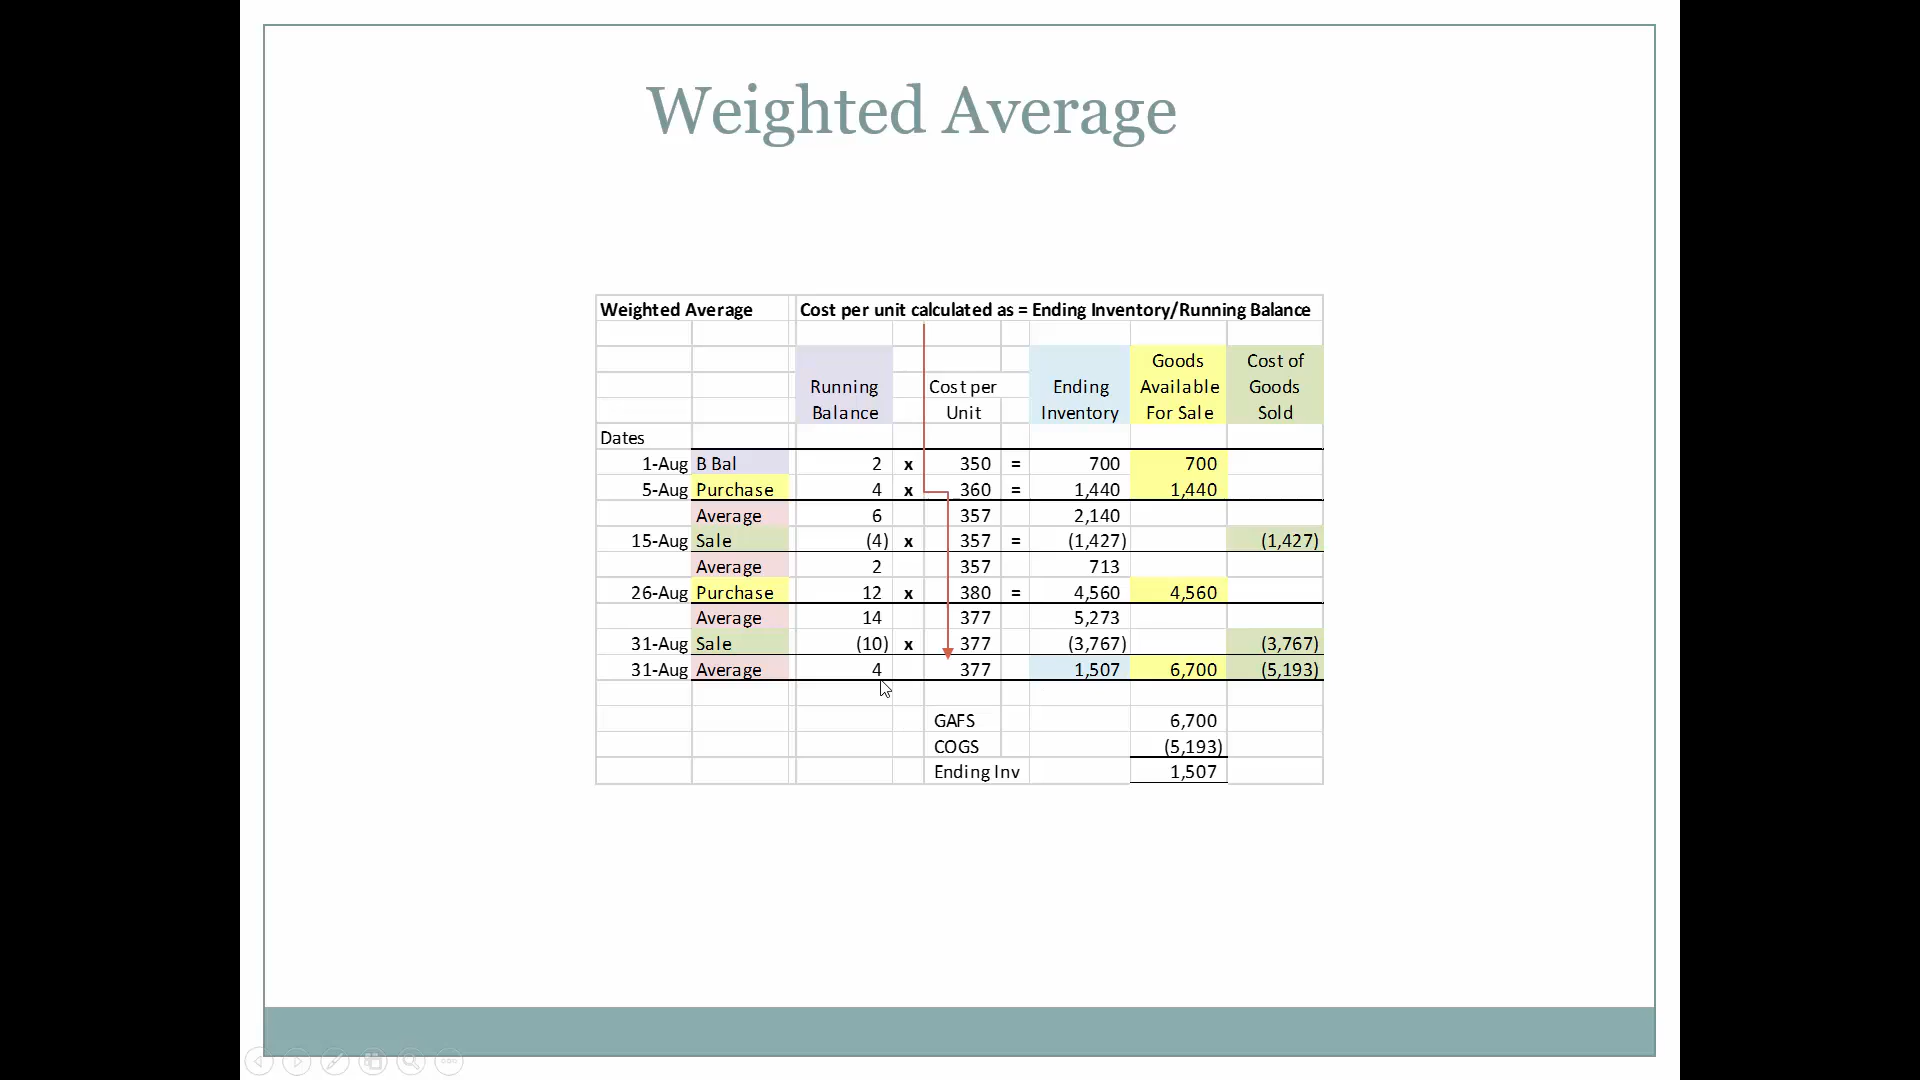 Weighted Average
Weighted Average Cost per unit calculated as = Ending Inventory/Running Balance
Running Balance
Cost per Unit
Ending Inventory
Goods Available For Sale
Cost of Goods Sold
Dates
1-Aug B Bal 2 x 350 = 700 700
5-Aug Purchase 4 x 360 = 1,440 1,440
Average 6 357 2,140
15-Aug Sale (4) x 357 = (1,427) (1,427)
Average 2 357 713
26-Aug Purchase 12 x 380 = 4,560 4,560
Average 14 377 5,273
31-Aug Sale (10) x 377 (3,767) (3,767)
31-Aug Average 4 377 1,507 6,700 (5,193)
GAFS 6,700
COGS (5,193)
Ending Inv 1,507